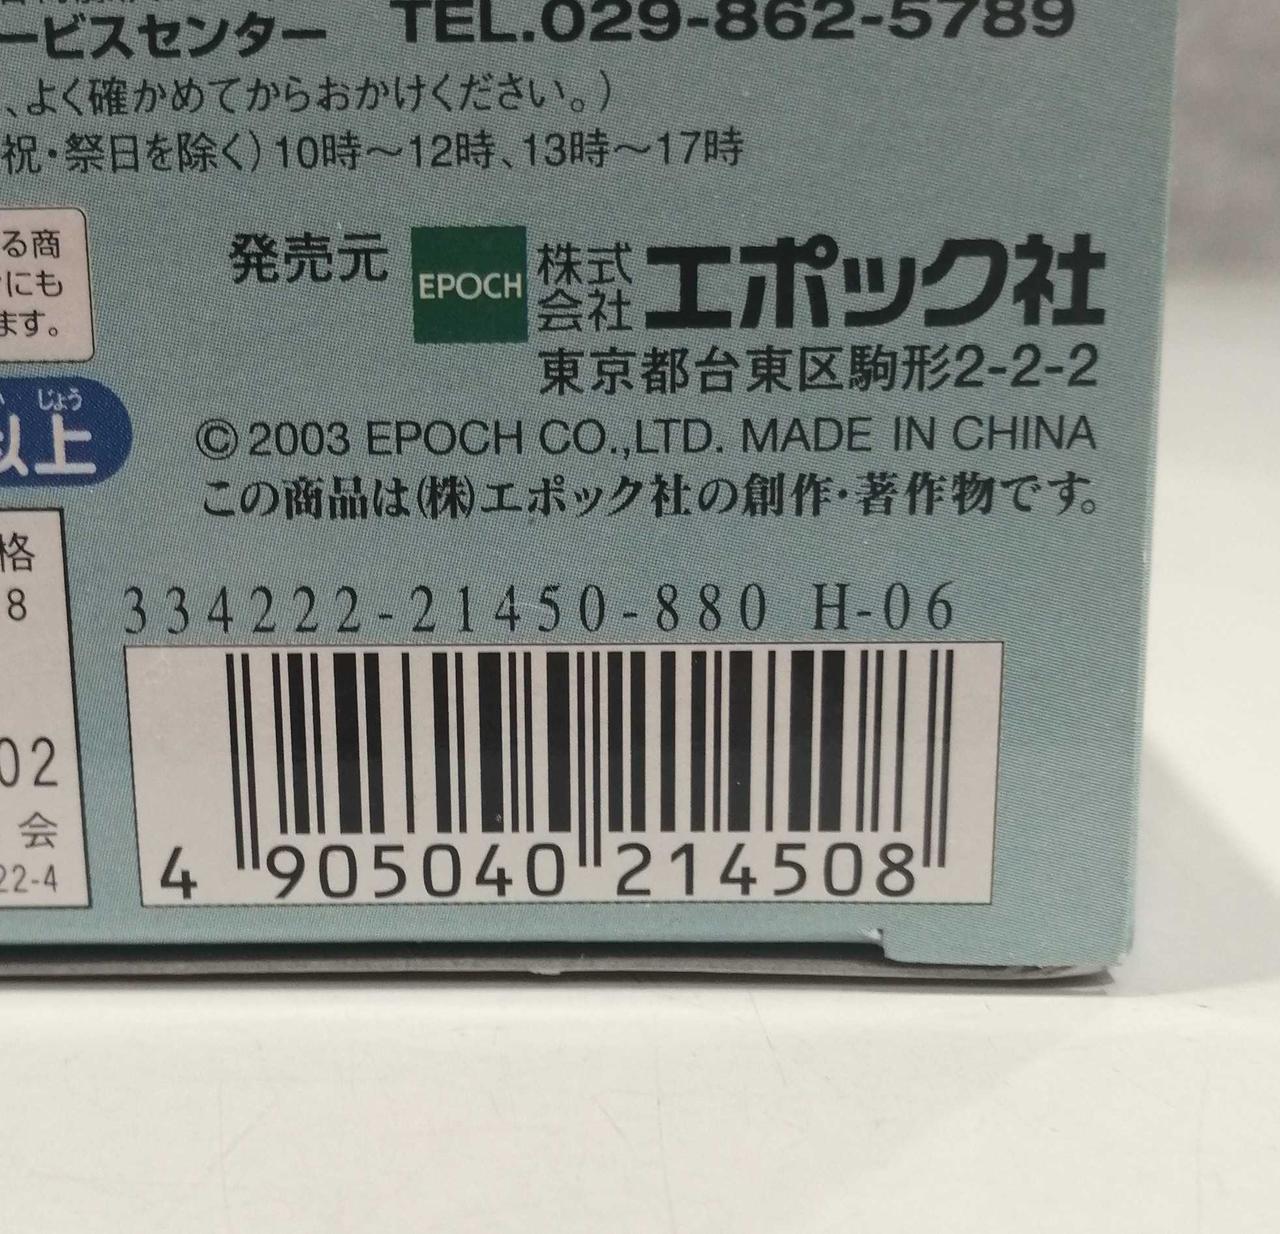 ービスセンター TEL.029-862-5789
、よく確かめてからおかけください。)
祝・祭日を除く)10時～12時、13時～17時
る商
にも
ます。
発売元 EPOCH 株式会社 エポック社
東京都台東区駒形2-2-2
じょう
以上
©2003 EPOCH CO.,LTD. MADE IN CHINA
この商品は(株)エポック社の創作・著作物です。
格
8
02
会
22-4
334222-21450-880 H-06
4 905040 214508